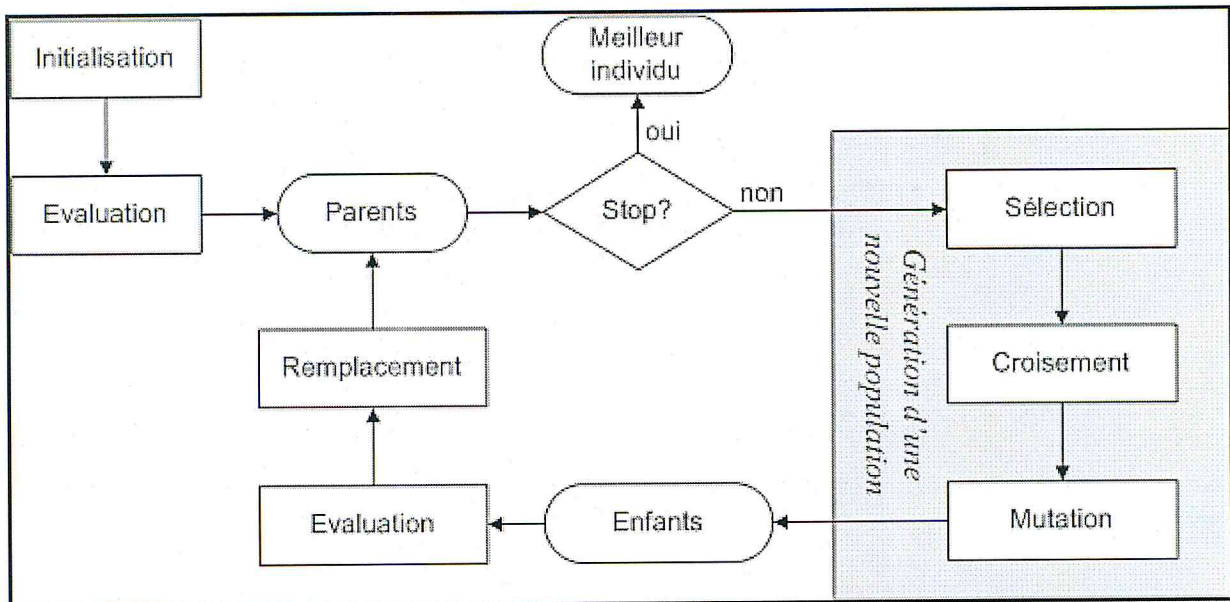 Initialisation
Meilleur
individu
oui
Evaluation
Parents
Stop?
non
Sélection
Génération d'une
nouvelle population
Remplacement
Croisement
Evaluation
Enfants
Mutation